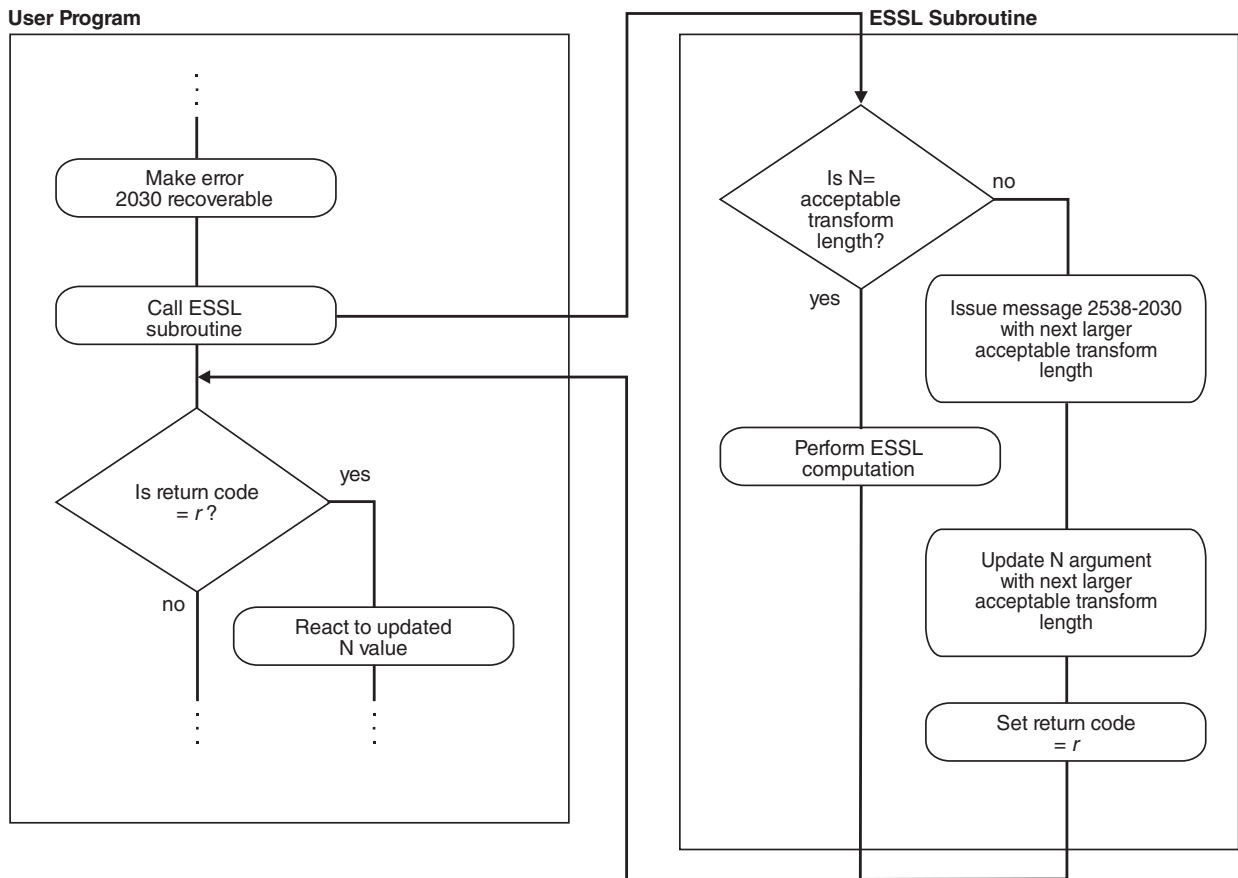 User Program
Make error
2030 recoverable
Call ESSL
subroutine
Is return code
= r ?
yes
no
React to updated
N value
ESSL Subroutine
Is N=
acceptable
transform
length?
no
yes
Issue message 2538-2030
with next larger
acceptable transform
length
Perform ESSL
computation
Update N argument
with next larger
acceptable transform
length
Set return code
= r